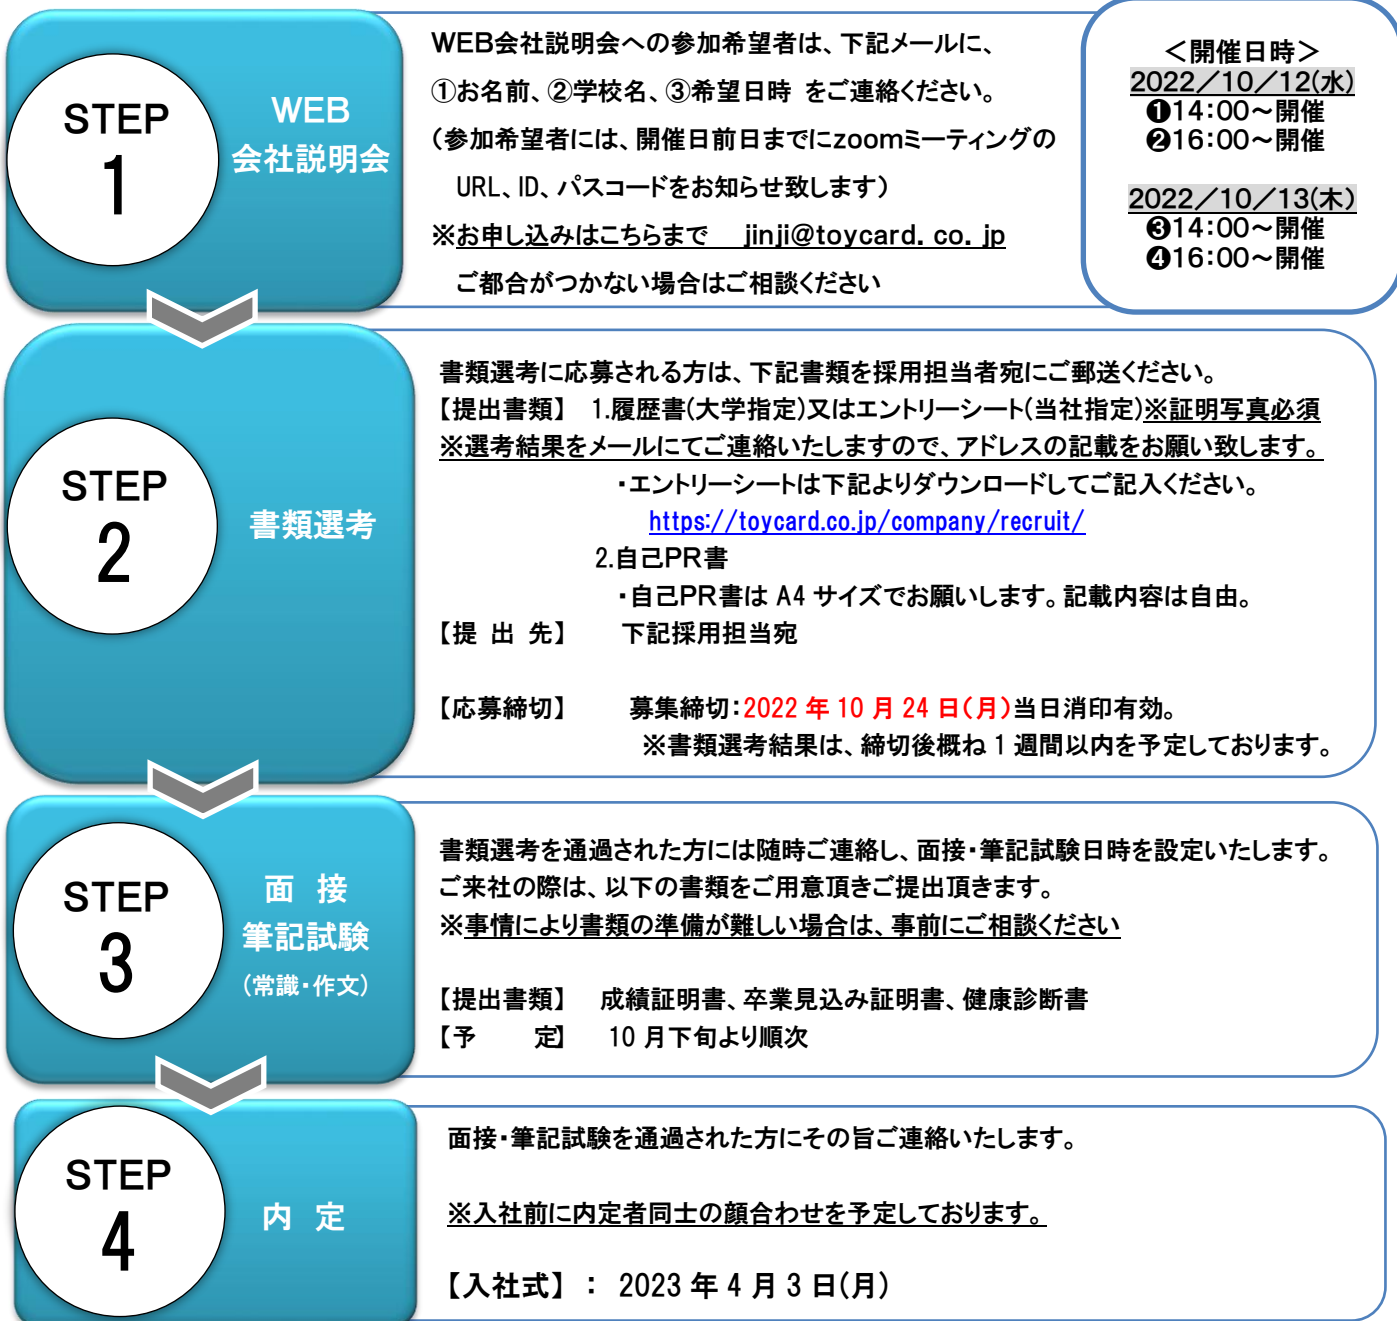 STEP
1
WEB
会社説明会
WEB会社説明会への参加希望者は、下記メールに、
①お名前、②学校名、③希望日時 をご連絡ください。
(参加希望者には、開催日前日までにzoomミーティングの
URL、ID、パスコードをお知らせ致します)
※お申し込みはこちらまで jinji@toycard.co.jp
ご都合がつかない場合はご相談ください
<開催日時>
2022/10/12(水)
❶14:00~開催
❷16:00~開催
2022/10/13(木)
❸14:00~開催
❹16:00~開催
STEP
2
書類選考
書類選考に応募される方は、下記書類を採用担当者宛にご郵送ください。
【提出書類】 1.履歴書(大学指定)又はエントリーシート(当社指定)※証明写真必須
※選考結果をメールにてご連絡いたしますので、アドレスの記載をお願い致します。
・エントリーシートは下記よりダウンロードしてご記入ください。
https://toycard.co.jp/company/recruit/
2.自己PR書
・自己PR書は A4 サイズでお願いします。記載内容は自由。
【提 出 先】 下記採用担当宛
【応募締切】 募集締切:2022 年 10 月 24 日(月)当日消印有効。
※書類選考結果は、締切後概ね 1 週間以内を予定しております。
STEP
3
面 接
筆記試験
(常識・作文)
書類選考を通過された方には随時ご連絡し、面接・筆記試験日時を設定いたします。
ご来社の際は、以下の書類をご用意頂きご提出頂きます。
※事情により書類の準備が難しい場合は、事前にご相談ください
【提出書類】 成績証明書、卒業見込み証明書、健康診断書
【予 定】 10 月下旬より順次
STEP
4
内 定
面接・筆記試験を通過された方にその旨ご連絡いたします。
※入社前に内定者同士の顔合わせを予定しております。
【入社式】 : 2023 年 4 月 3 日(月)